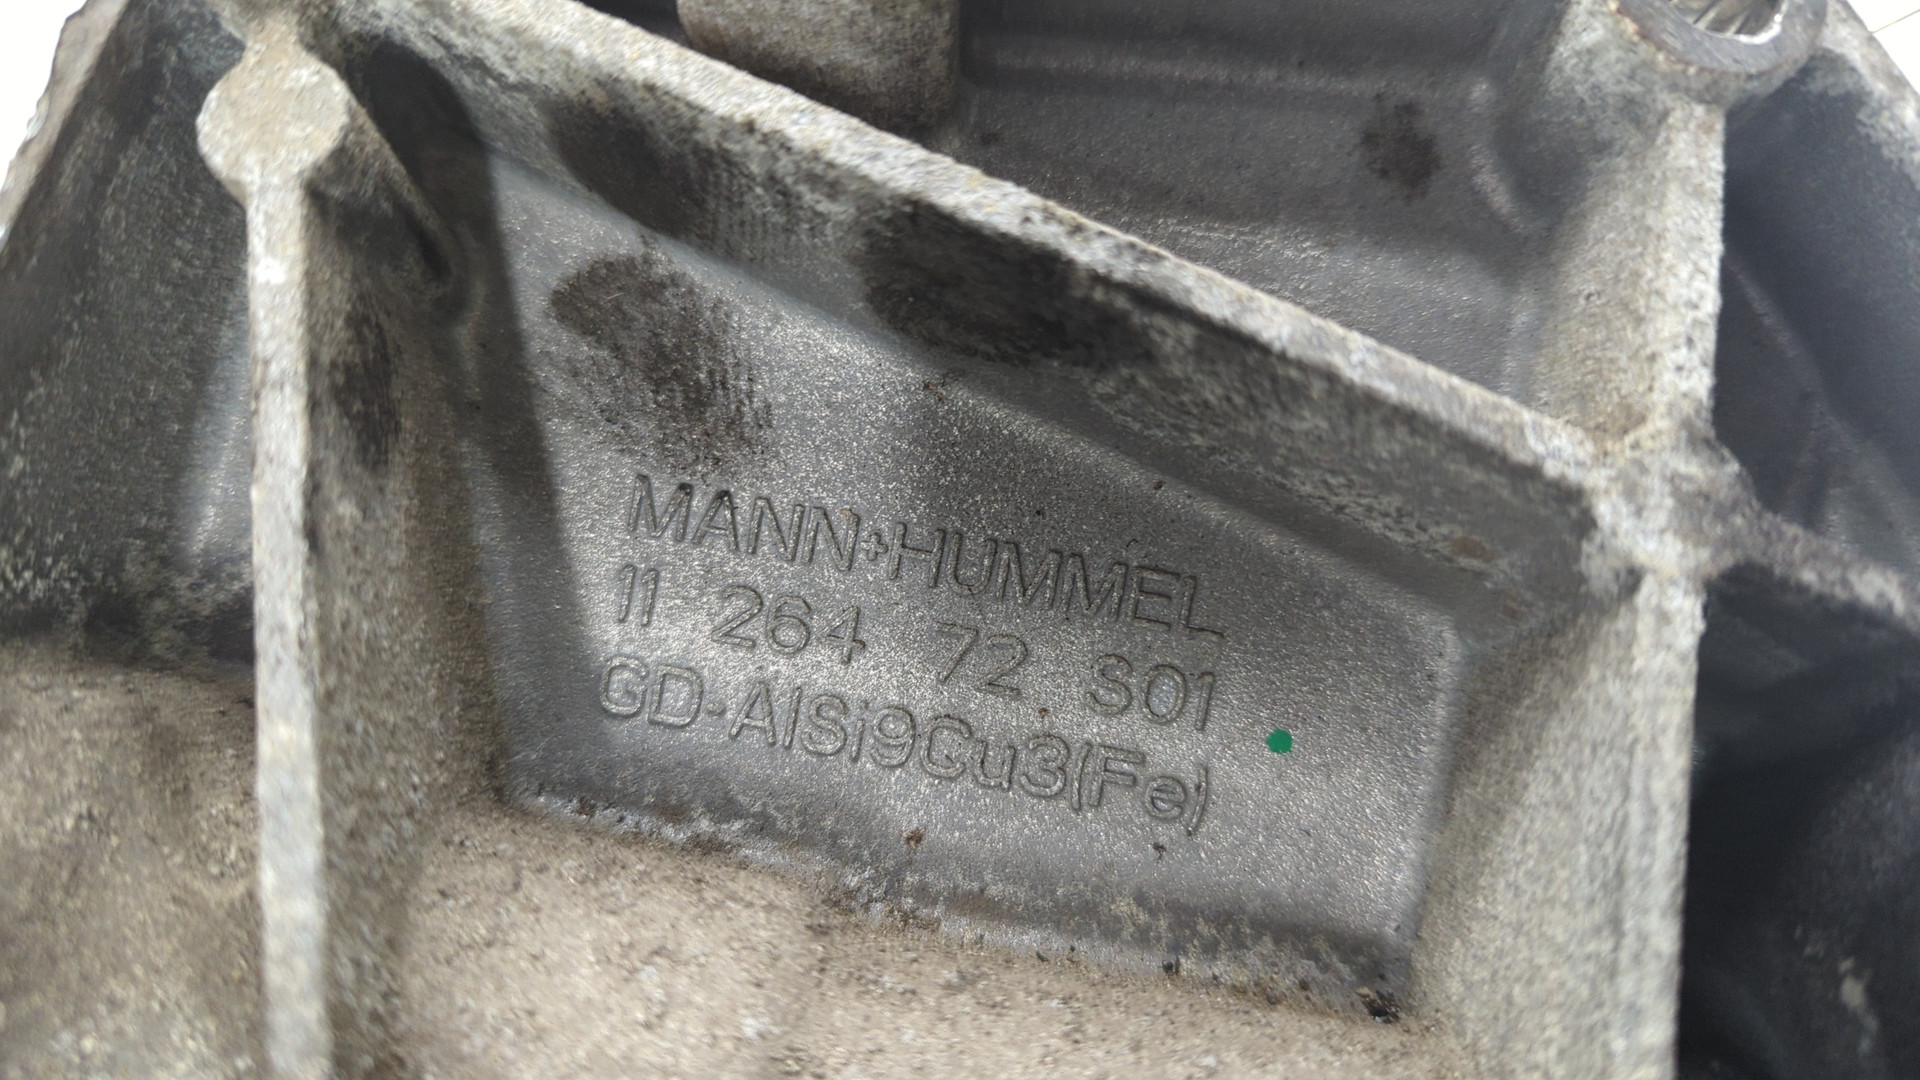 MANN+HUMMEL
11 264 72 S01
GD-AlSi9Cu3(Fe)